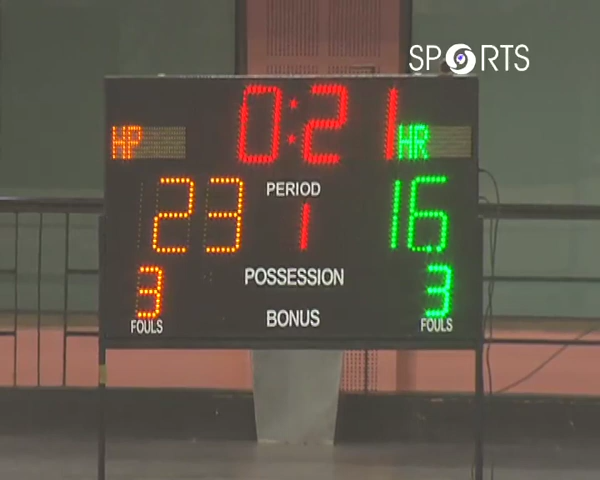 SPORTS
0:21
HP HR
PERIOD
23 1 16
POSSESSION
3 3
BONUS
FOULS FOULS